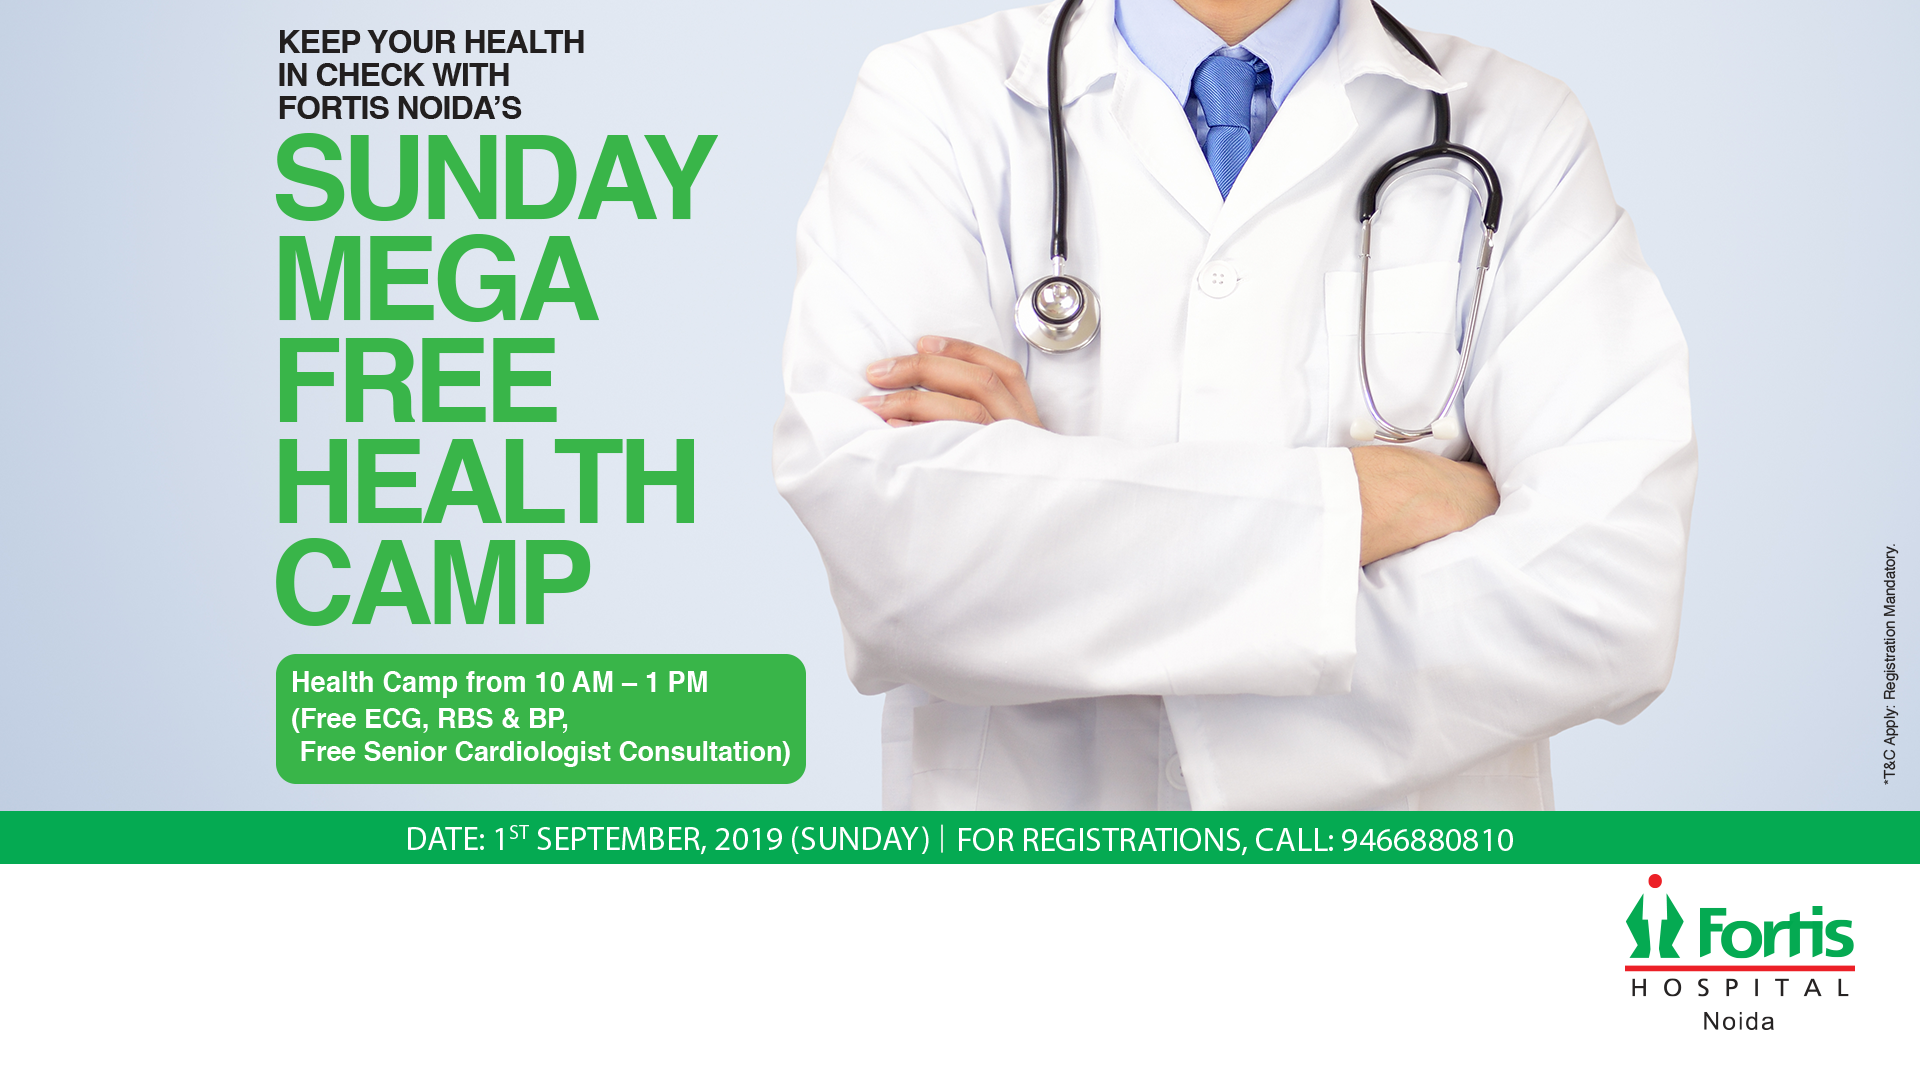 KEEP YOUR HEALTH
IN CHECK WITH
FORTIS NOIDA’S
SUNDAY
MEGA
FREE
HEALTH
CAMP
Health Camp from 10 AM – 1 PM
(Free ECG, RBS & BP,
Free Senior Cardiologist Consultation)
*T&C Apply: Registration Mandatory.
DATE: 1ST SEPTEMBER, 2019 (SUNDAY) | FOR REGISTRATIONS, CALL: 9466880810
Fortis
HOSPITAL
Noida